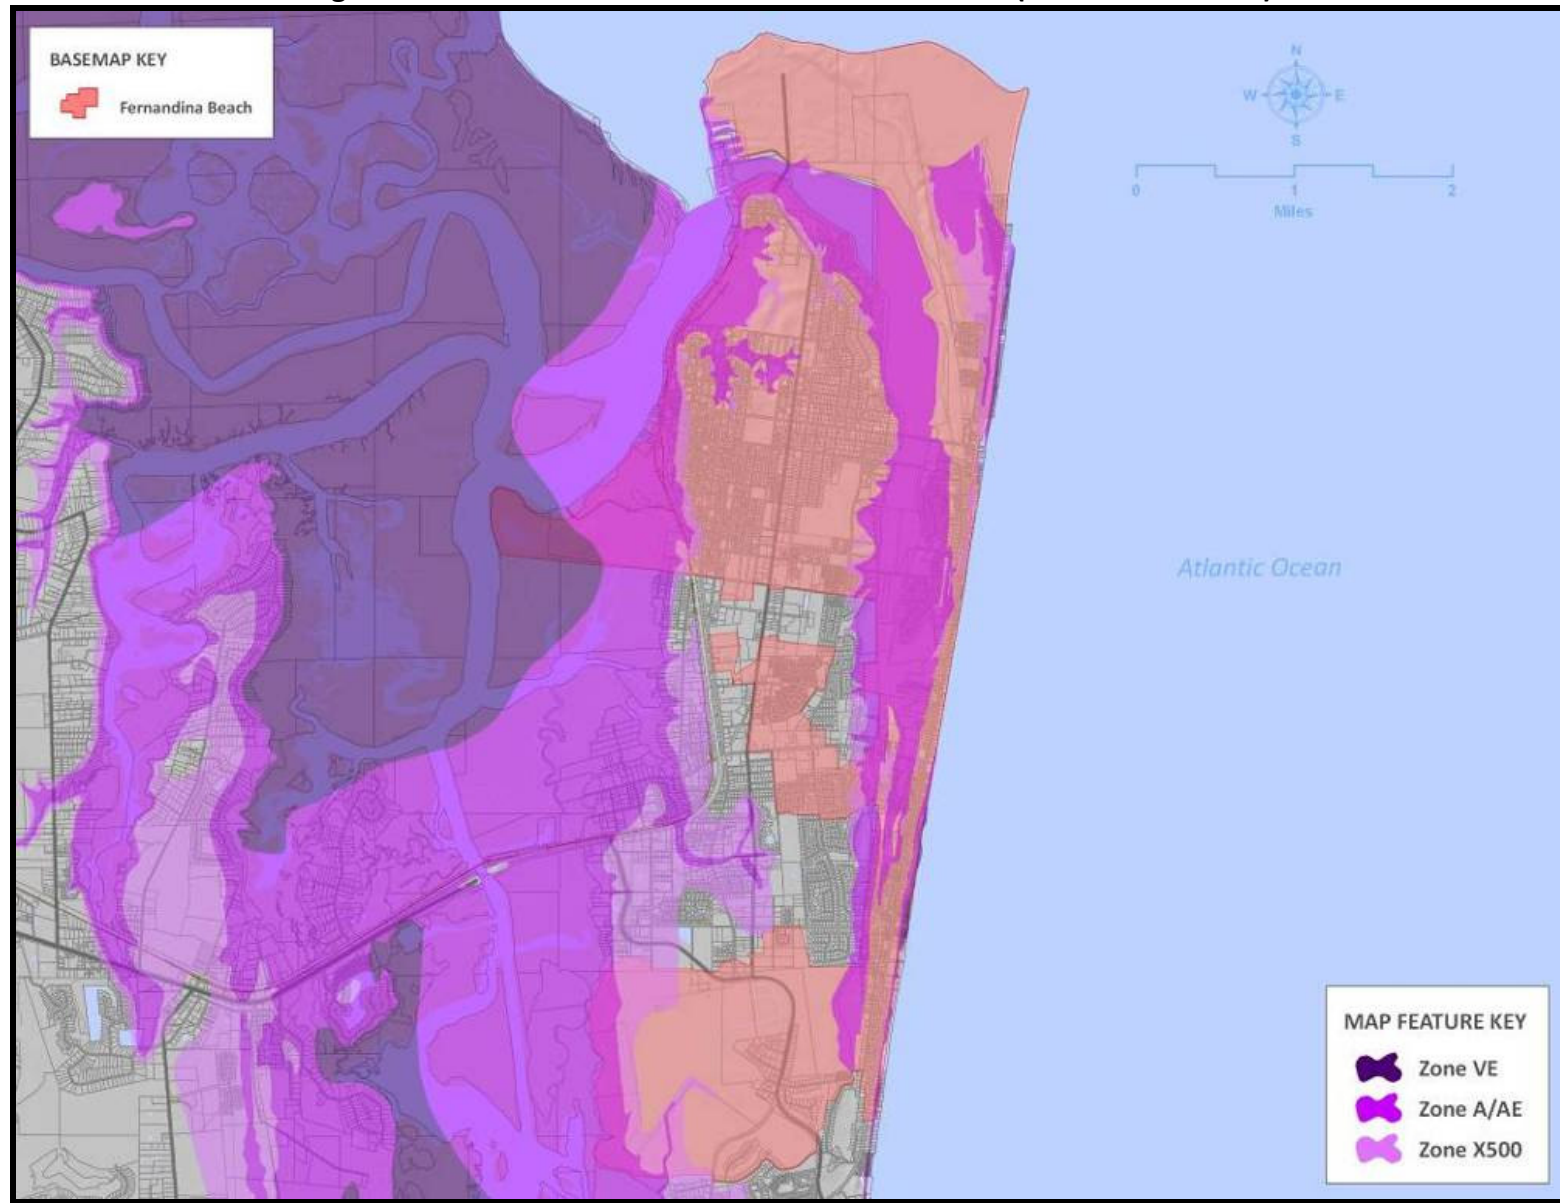 BASEMAP KEY
Fernandina Beach
N
W E
S
0 1 2
Miles
Atlantic Ocean
MAP FEATURE KEY
Zone VE
Zone A/AE
Zone X500